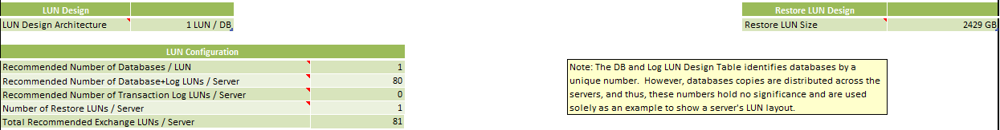 LUN Design
LUN Design Architecture 1 LUN / DB
Restore LUN Design
Restore LUN Size 2429 GB
LUN Configuration
Recommended Number of Databases / LUN 1
Recommended Number of Database+Log LUNs / Server 80
Recommended Number of Transaction Log LUNs / Server 0
Number of Restore LUNs / Server 1
Total Recommended Exchange LUNs / Server 81
Note: The DB and Log LUN Design Table identifies databases by a
unique number. However, databases copies are distributed across the
servers, and thus, these numbers hold no significance and are used
solely as an example to show a server's LUN layout.